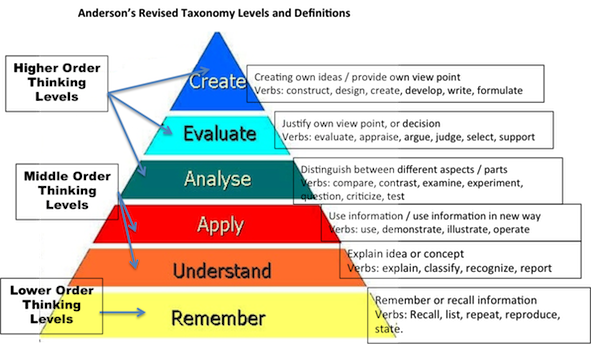 Anderson's Revised Taxonomy Levels and Definitions
Higher Order
Thinking
Levels
Create
Creating own ideas / provide own view point
Verbs: construct, design, create, develop, write, formulate
Evaluate
Justify own view point, or decision
Verbs: evaluate, appraise, argue, judge, select, support
Middle Order
Thinking
Levels
Analyse
Distinguish between different aspects / parts
Verbs: compare, contrast, examine, experiment,
question, criticize, test
Apply
Use information / use information in new way
Verbs: use, demonstrate, illustrate, operate
Understand
Explain idea or concept
Verbs: explain, classify, recognize, report
Lower Order
Thinking
Levels
Remember
Remember or recall information
Verbs: Recall, list, repeat, reproduce,
state.